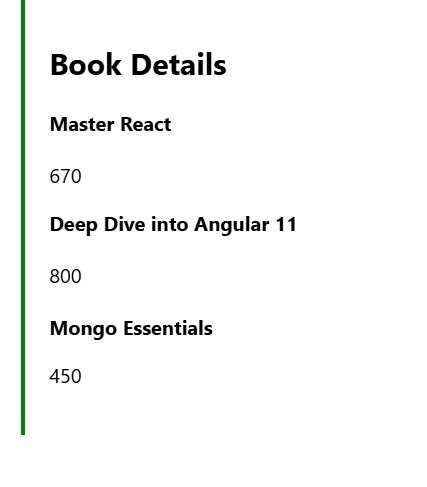 Book Details
Master React
670
Deep Dive into Angular 11
800
Mongo Essentials
450